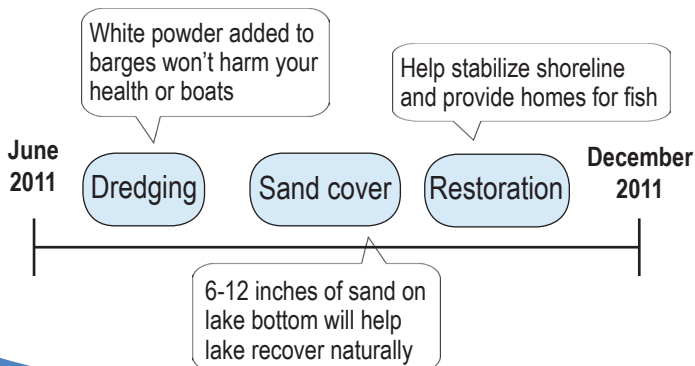 White powder added to
barges won't harm your
health or boats
Help stabilize shoreline
and provide homes for fish
June
2011
Dredging
Sand cover
Restoration
December
2011
6-12 inches of sand on
lake bottom will help
lake recover naturally